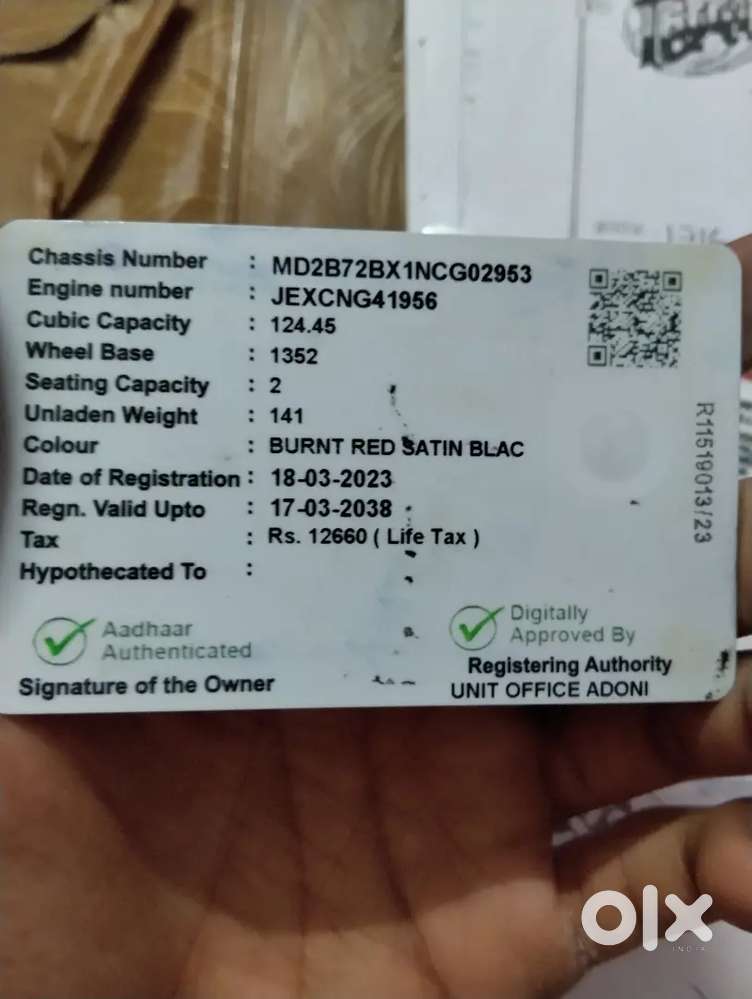 Chassis Number : MD2B72BX1NCG02953
Engine number : JEXCNG41956
Cubic Capacity : 124.45
Wheel Base : 1352
Seating Capacity : 2
Unladen Weight : 141
Colour : BURNT RED SATIN BLAC
Date of Registration : 18-03-2023
Regn. Valid Upto : 17-03-2038
Tax : Rs. 12660 ( Life Tax )
Hypothecated To :
R11519013/23
Aadhaar
Authenticated
Signature of the Owner
Digitally
Approved By
Registering Authority
UNIT OFFICE ADONI
olx
INDIA